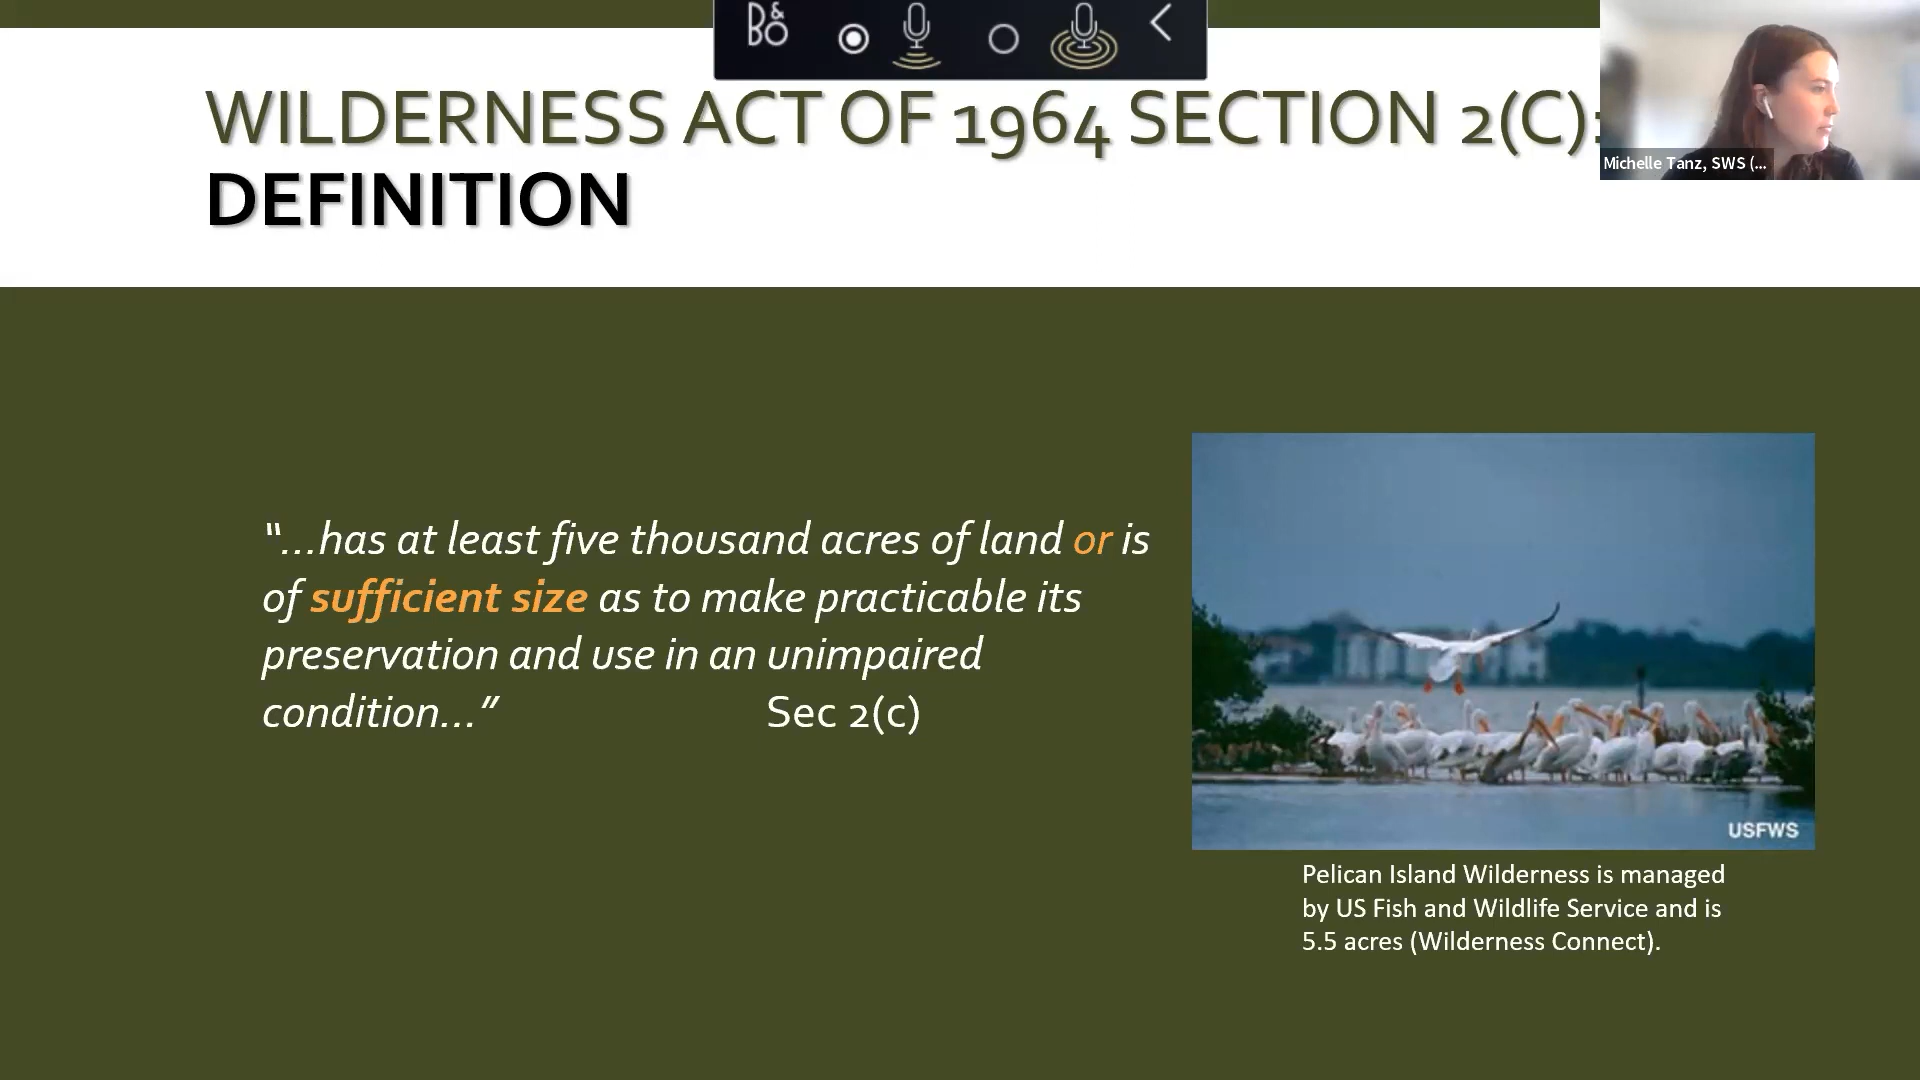 B&O
WILDERNESS ACT OF 1964 SECTION 2(C):
DEFINITION
Michelle Tanz, SWS (...
“...has at least five thousand acres of land or is
of sufficient size as to make practicable its
preservation and use in an unimpaired
condition...” Sec 2(c)
USFWS
Pelican Island Wilderness is managed
by US Fish and Wildlife Service and is
5.5 acres (Wilderness Connect).